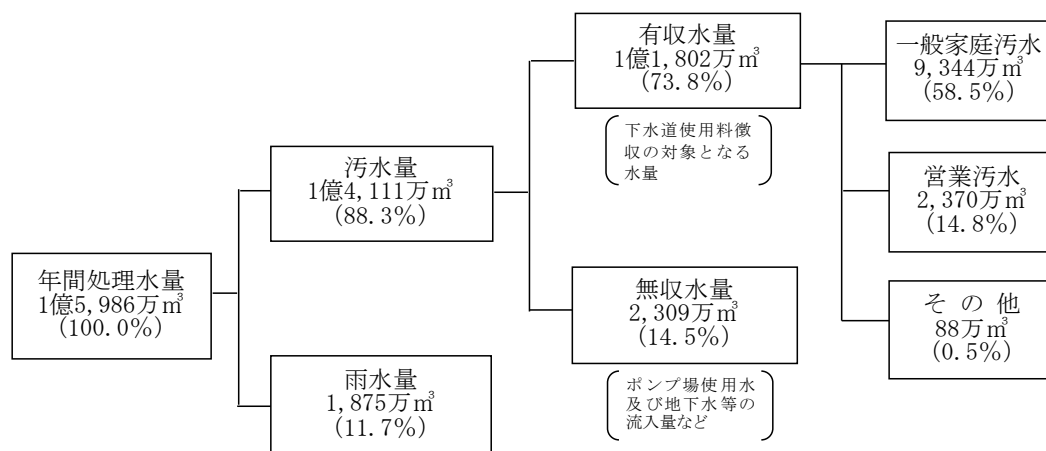 年間処理水量
1億5,986万㎥
(100.0%)
汚水量
1億4,111万㎥
(88.3%)
雨水量
1,875万㎥
(11.7%)
有収水量
1億1,802万㎥
(73.8%)
下水道使用料徴
収の対象となる
水量
無収水量
2,309万㎥
(14.5%)
ポンプ場使用水
及び地下水等の
流入量など
一般家庭汚水
9,344万㎥
(58.5%)
営業汚水
2,370万㎥
(14.8%)
そ の 他
88万㎥
(0.5%)